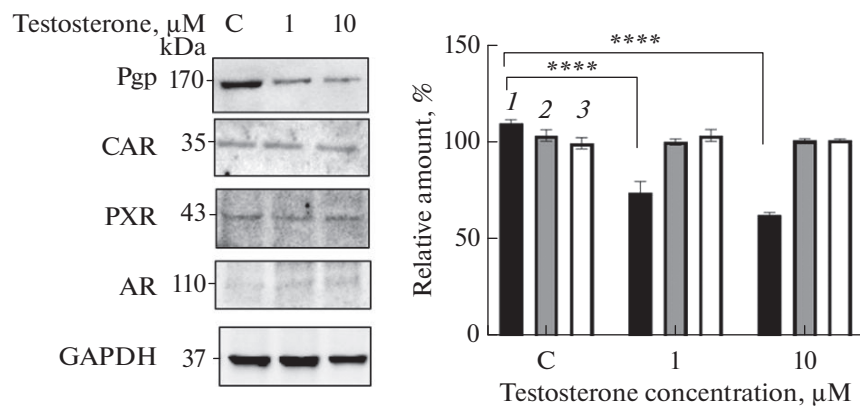 Testosterone, μM C 1 10
kDa
Pgp 170
CAR 35
PXR 43
AR 110
GAPDH 37
Relative amount, %
150
100
50
0
****
****
1 2 3
C 1 10
Testosterone concentration, μM